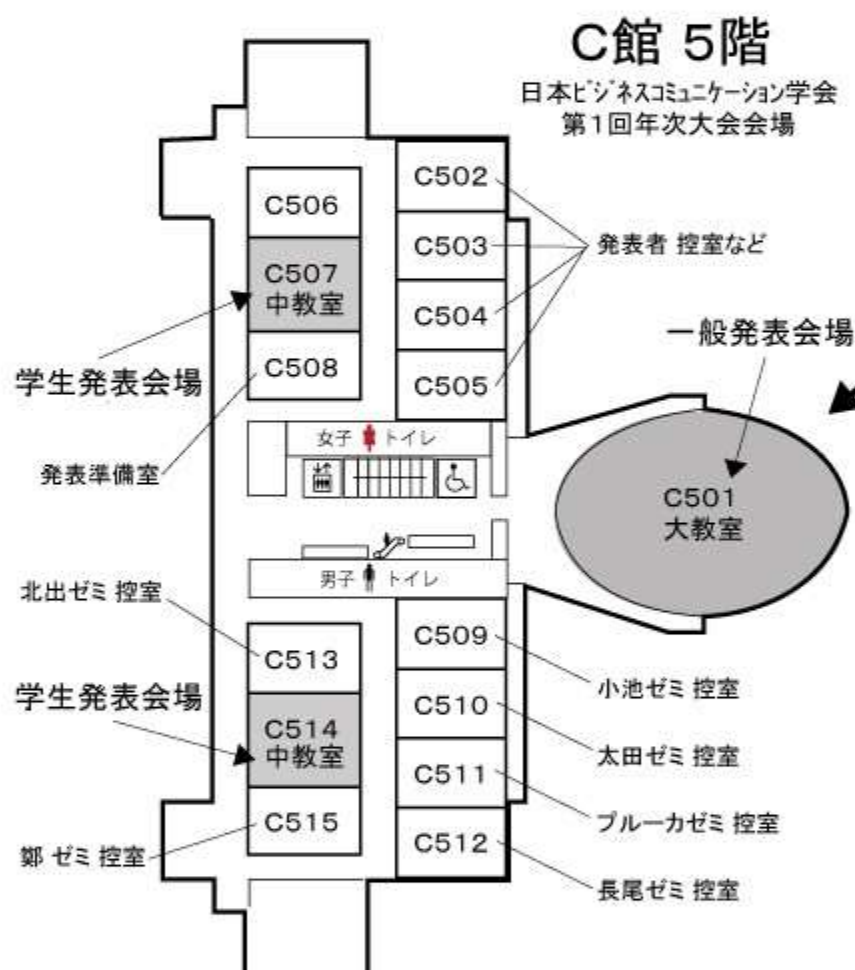 C館 5階
日本ビジネスコミュニケーション学会
第1回年次大会会場
C502
C506
C503
発表者 控室など
C507
中教室
C504
一般発表会場
C508
C505
学生発表会場
女子 トイレ
発表準備室
C501
大教室
男子 トイレ
北出ゼミ 控室
C509
C513
小池ゼミ 控室
学生発表会場
C510
C514
中教室
太田ゼミ 控室
C511
C515
プルーカゼミ 控室
C512
鄭 ゼミ 控室
長尾ゼミ 控室